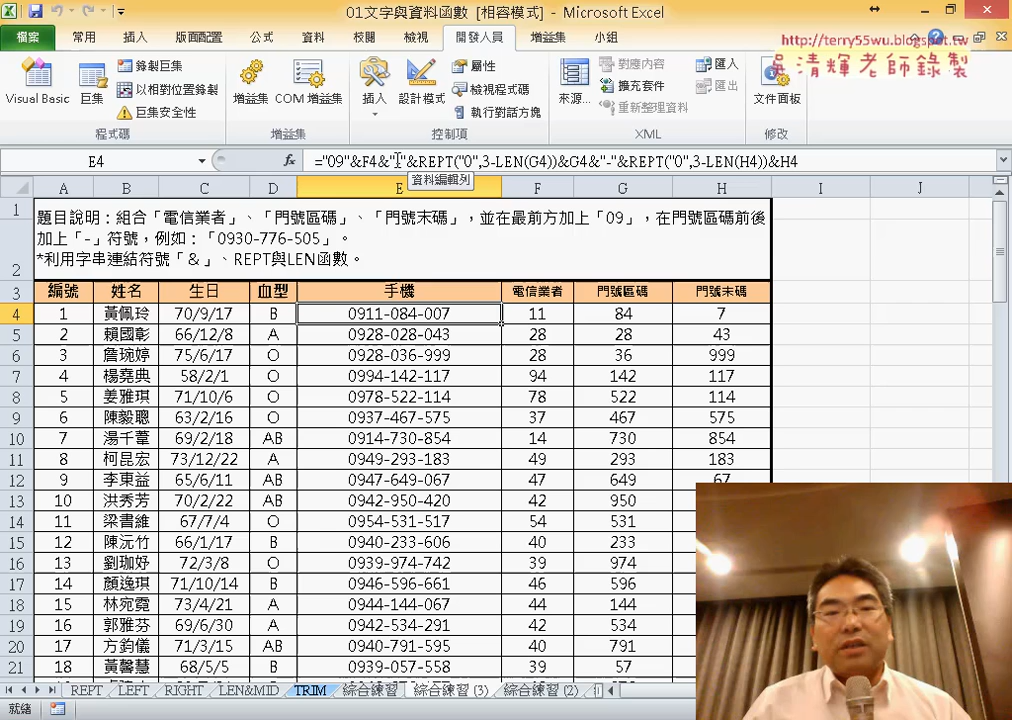 01文字與資料函數 [相容模式] - Microsoft Excel
檔案 常用 插入 版面配置 公式 資料 校閱 檢視 開發人員 增益集 小組
http://terry55wu.blogspot.tw
吳清輝老師錄製
Visual Basic 巨集 錄製巨集 以相對位置錄製 巨集安全性 程式碼
增益集 COM 增益集 增益集
插入 設計模式 屬性 檢視程式碼 執行對話方塊 控制項
來源... 對應內容 擴充套件 重新整理資料 匯入 匯出 XML
文件面板 修改
E4 fx ="09"&F4&"-"&REPT("0",3-LEN(G4))&G4&"-"&REPT("0",3-LEN(H4))&H4
資料編輯列
A B C D E F G H I J
1 題目說明：組合「電信業者」、「門號區碼」、「門號末碼」，並在最前方加上「09」，在門號區碼前後
加上「-」符號，例如：「0930-776-505」。
2 *利用字串連結符號「&」、REPT與LEN函數。
3 編號 姓名 生日 血型 手機 電信業者 門號區碼 門號末碼
4 1 黃佩玲 70/9/17 B 0911-084-007 11 84 7
5 2 賴國彰 66/12/8 A 0928-028-043 28 28 43
6 3 詹琬婷 75/6/17 O 0928-036-999 28 36 999
7 4 楊堯典 58/2/1 O 0994-142-117 94 142 117
8 5 姜雅琪 71/10/6 O 0978-522-114 78 522 114
9 6 陳毅聰 63/2/16 O 0937-467-575 37 467 575
10 7 湯千葦 69/2/18 AB 0914-730-854 14 730 854
11 8 柯昆宏 73/12/22 A 0949-293-183 49 293 183
12 9 李東益 65/6/11 AB 0947-649-067 47 649 67
13 10 洪秀芳 70/2/22 AB 0942-950-420 42 950
14 11 梁書維 67/7/4 O 0954-531-517 54 531
15 12 陳沅竹 66/1/17 B 0940-233-606 40 233
16 13 劉珈妤 72/3/8 O 0939-974-742 39 974
17 14 顏逸琪 71/10/14 B 0946-596-661 46 596
18 15 林宛霓 73/4/21 A 0944-144-067 44 144
19 16 郭雅芬 69/6/30 A 0942-534-291 42 534
20 17 方鈞儀 71/3/15 AB 0940-791-595 40 791
21 18 黃馨慧 68/5/5 B 0939-057-558 39 57
REPT LEFT RIGHT LEN&MID TRIM 綜合練習 綜合練習 (3) 綜合練習 (2)
就緒